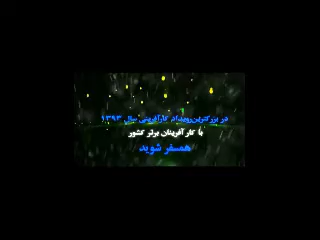 در بزرگترین رویداد کارآفرینی سال ۱۳۹۳
با کارآفرینان برتر کشور
همسفر شوید